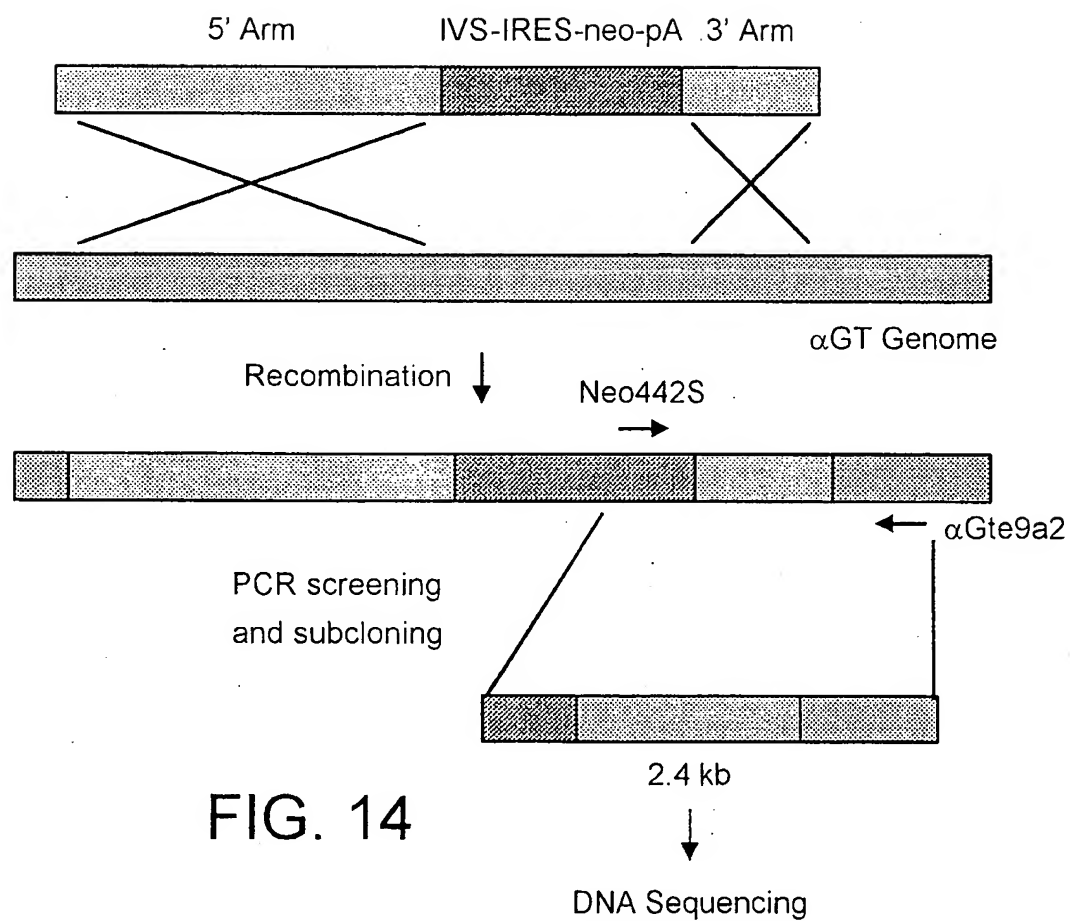 5' Arm
IVS-IRES-neo-pA
3' Arm
αGT Genome
Recombination
Neo442S
αGte9a2
PCR screening
and subcloning
2.4 kb
FIG. 14
DNA Sequencing